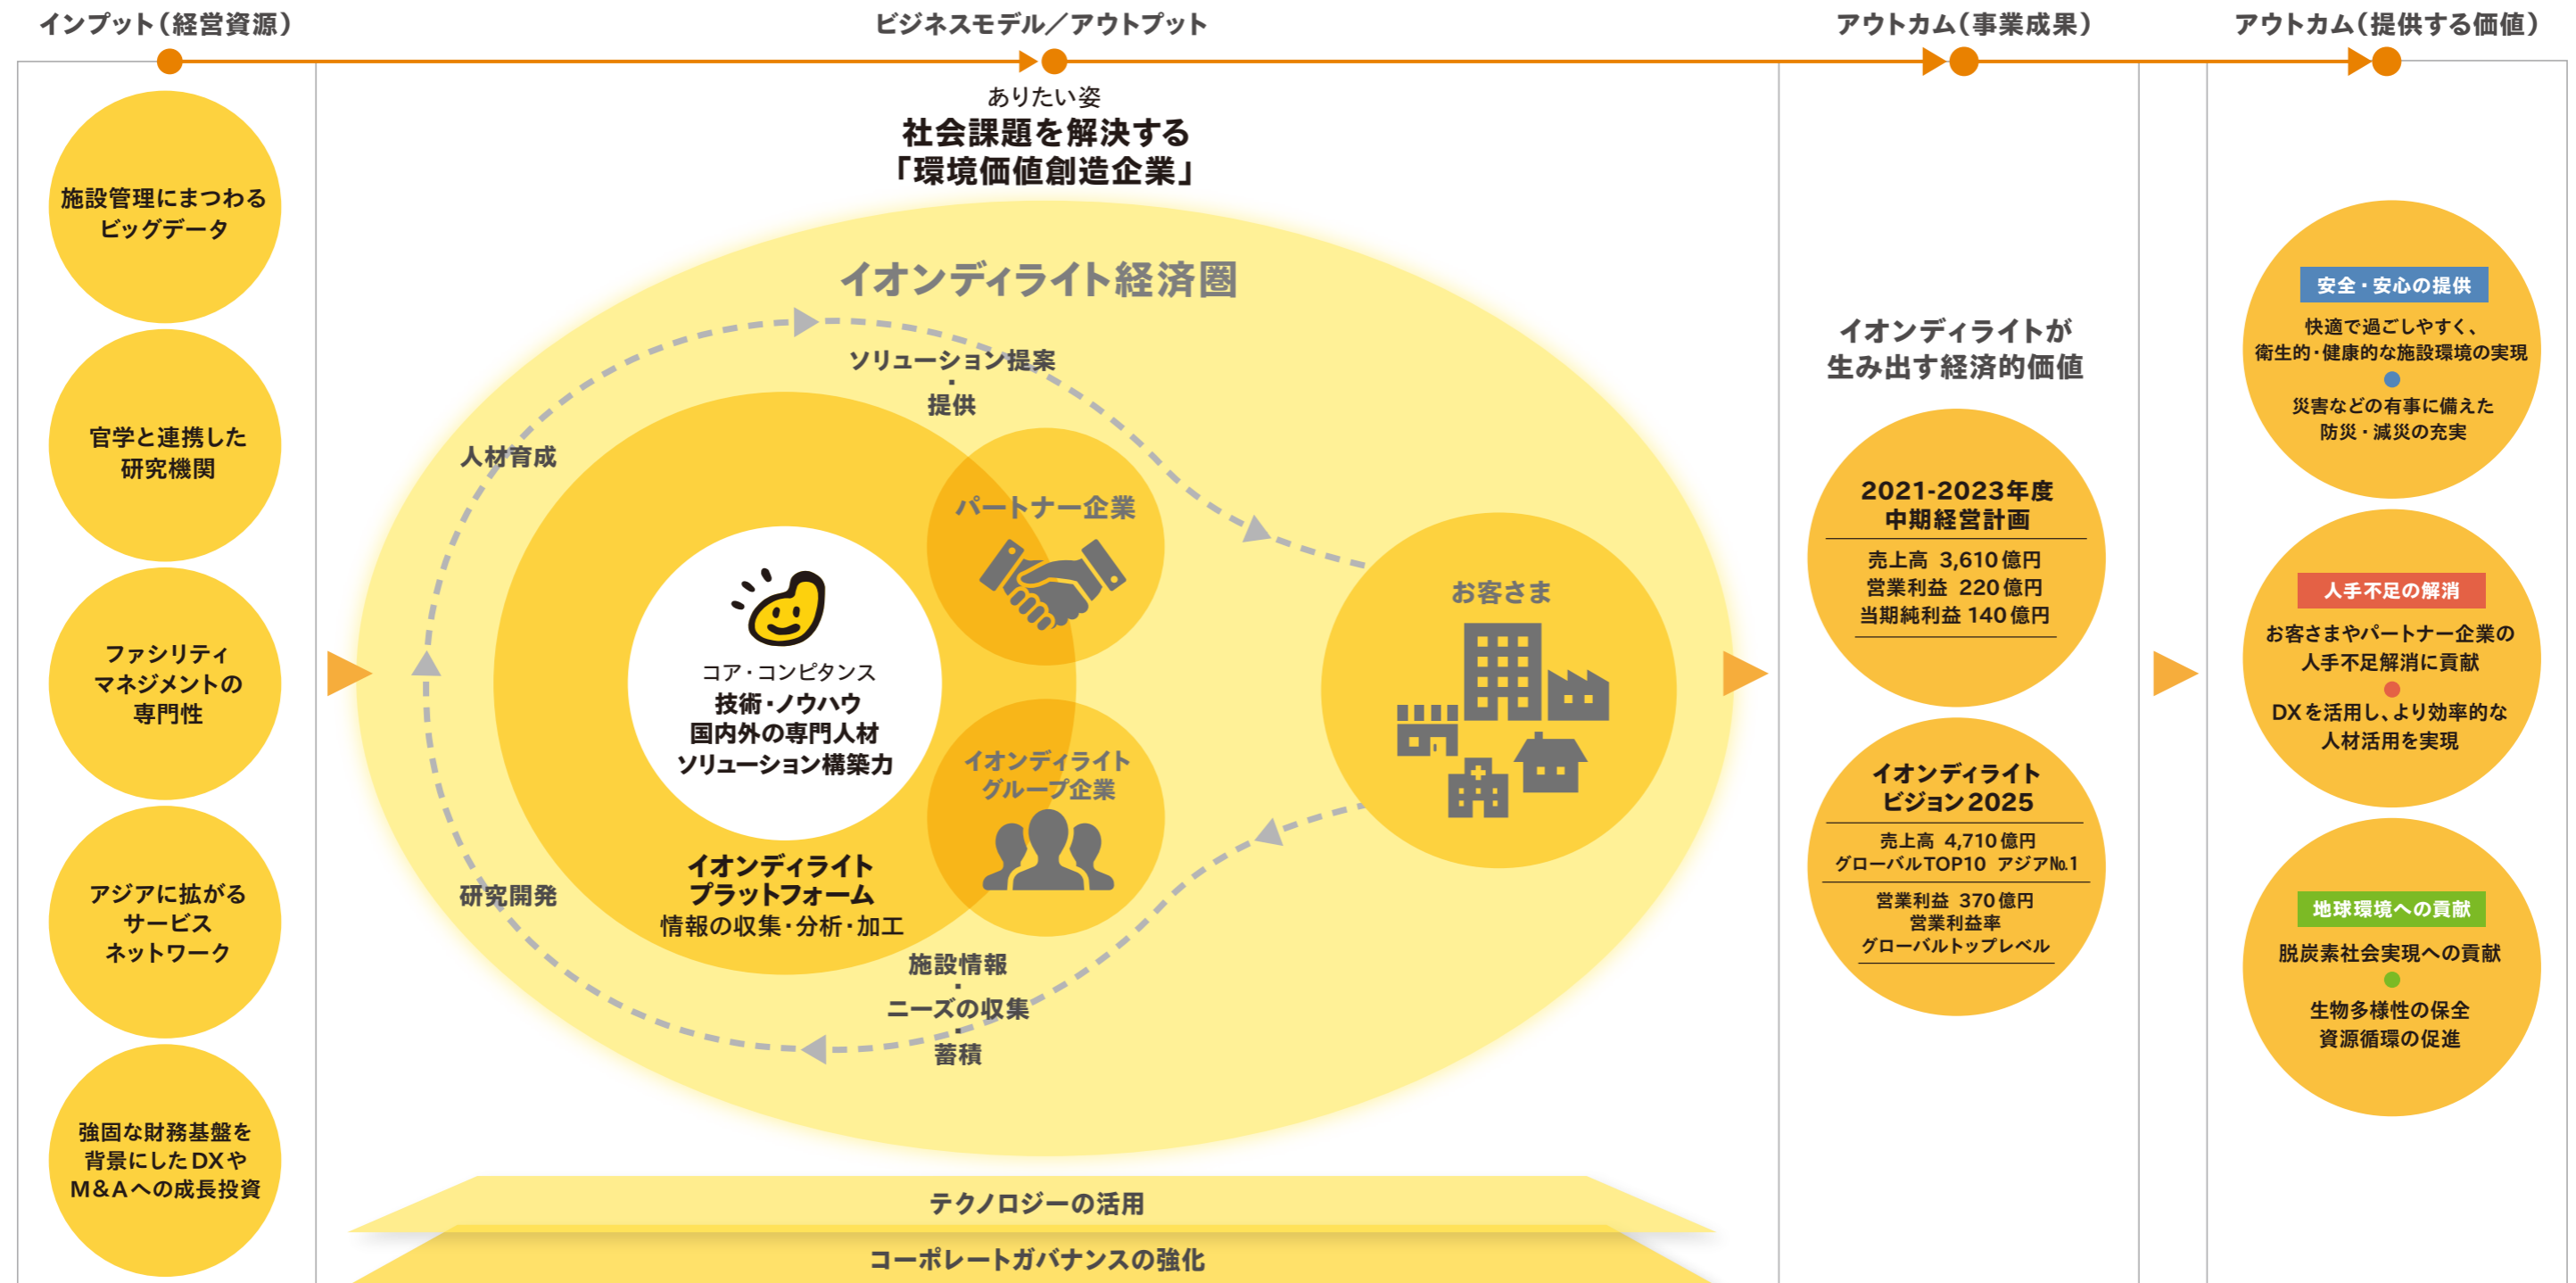 インプット（経営資源）
ビジネスモデル／アウトプット
アウトカム（事業成果）
アウトカム（提供する価値）
施設管理にまつわる
ビッグデータ
官学と連携した
研究機関
ファシリティ
マネジメントの
専門性
アジアに拡がる
サービス
ネットワーク
強固な財務基盤を
背景にしたDXや
M&Aへの成長投資
ありたい姿
社会課題を解決する
「環境価値創造企業」
イオンディライト経済圏
ソリューション提案
・
提供
人材育成
パートナー企業
お客さま
コア・コンピタンス
技術・ノウハウ
国内外の専門人材
ソリューション構築力
イオンディライト
グループ企業
イオンディライト
プラットフォーム
情報の収集・分析・加工
研究開発
施設情報
・
ニーズの収集
・
蓄積
テクノロジーの活用
コーポレートガバナンスの強化
イオンディライトが
生み出す経済的価値
2021-2023年度
中期経営計画
売上高 3,610億円
営業利益 220億円
当期純利益 140億円
イオンディライト
ビジョン2025
売上高 4,710億円
グローバルTOP10 アジア№1
営業利益 370億円
営業利益率
グローバルトップレベル
安全・安心の提供
快適で過ごしやすく、
衛生的・健康的な施設環境の実現
災害などの有事に備えた
防災・減災の充実
人手不足の解消
お客さまやパートナー企業の
人手不足解消に貢献
DXを活用し、より効率的な
人材活用を実現
地球環境への貢献
脱炭素社会実現への貢献
生物多様性の保全
資源循環の促進